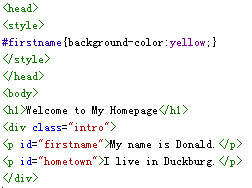 <head>
<style>
#firstname{background-color:yellow;}
</style>
</head>
<body>
<h1>Welcome to My Homepage</h1>
<div class="intro">
<p id="firstname">My name is Donald.</p>
<p id="hometown">I live in Duckburg.</p>
</div>